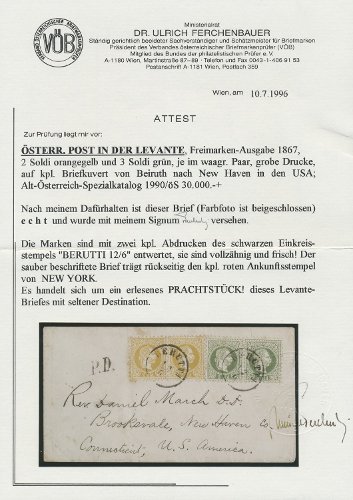 Ministerialrat
DR. ULRICH FERCHENBAUER
Ständig gerichtlich beeideter Sachverständiger und Schätzmeister für Briefmarken
Präsident des Verbandes österreichischer Briefmarkenprüfer (VÖB)
Mitglied des Bundes der
A-1180 Wien, Martinstraße 87-89 • Telefon und Fax 0043-1-406 91 53
Postanschrift A-1181 Wien, Postfach 359
VÖB
Wien, am 10.7.1996
ATTEST
Zur Prüfung liegt mir vor:
ÖSTERR. POST IN DER LEVANTE, Freimarken-Ausgabe 1867,
2 Soldi orangegelb und 3 Soldi grün, je im waagr. Paar, grobe Drucke,
auf kpl. Briefkuvert von Beiruth nach New Haven in den USA;
Alt-Österreich-Spezialkatalog 1990/6S 30.000.-+
Nach meinem Dafürhalten ist dieser Brief (Farbfoto ist beigeschlossen)
e c h t und wurde mit meinem Signum versehen.
Die Marken sind mit zwei kpl. Abdrucken des schwarzen Einkreis-
stempels "BERUTTI 12/6" entwertet, sie sind vollzähnig und frisch! Der
sauber beschriftete Brief trägt rückseitig den kpl. roten Ankunftsstempel
von NEW YORK.
Es handelt sich um ein erlesenes PRACHTSTÜCK! dieses Levante-
Briefes mit seltener Destination.
P.D.
Rev. Daniel March D.D.
Brooksvale, New Haven Co.
Connecticut, U. S. America.